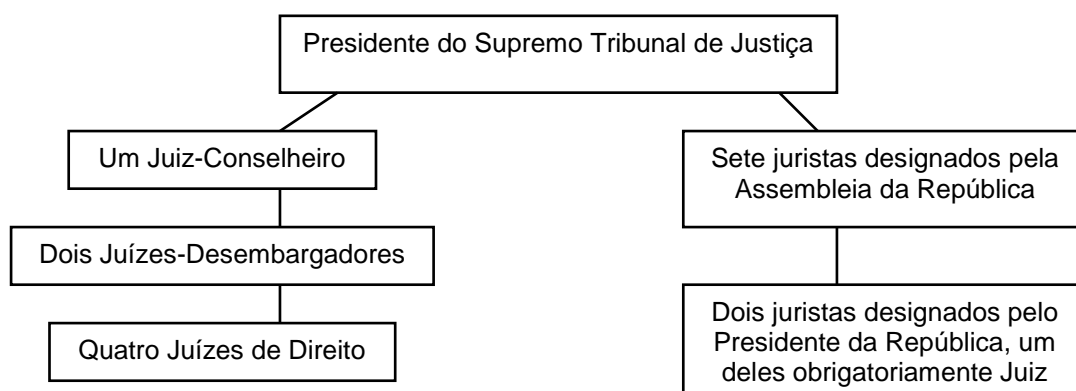 Presidente do Supremo Tribunal de Justiça
Um Juiz-Conselheiro
Dois Juízes-Desembargadores
Quatro Juízes de Direito
Sete juristas designados pela
Assembleia da República
Dois juristas designados pelo
Presidente da República, um
deles obrigatoriamente Juiz